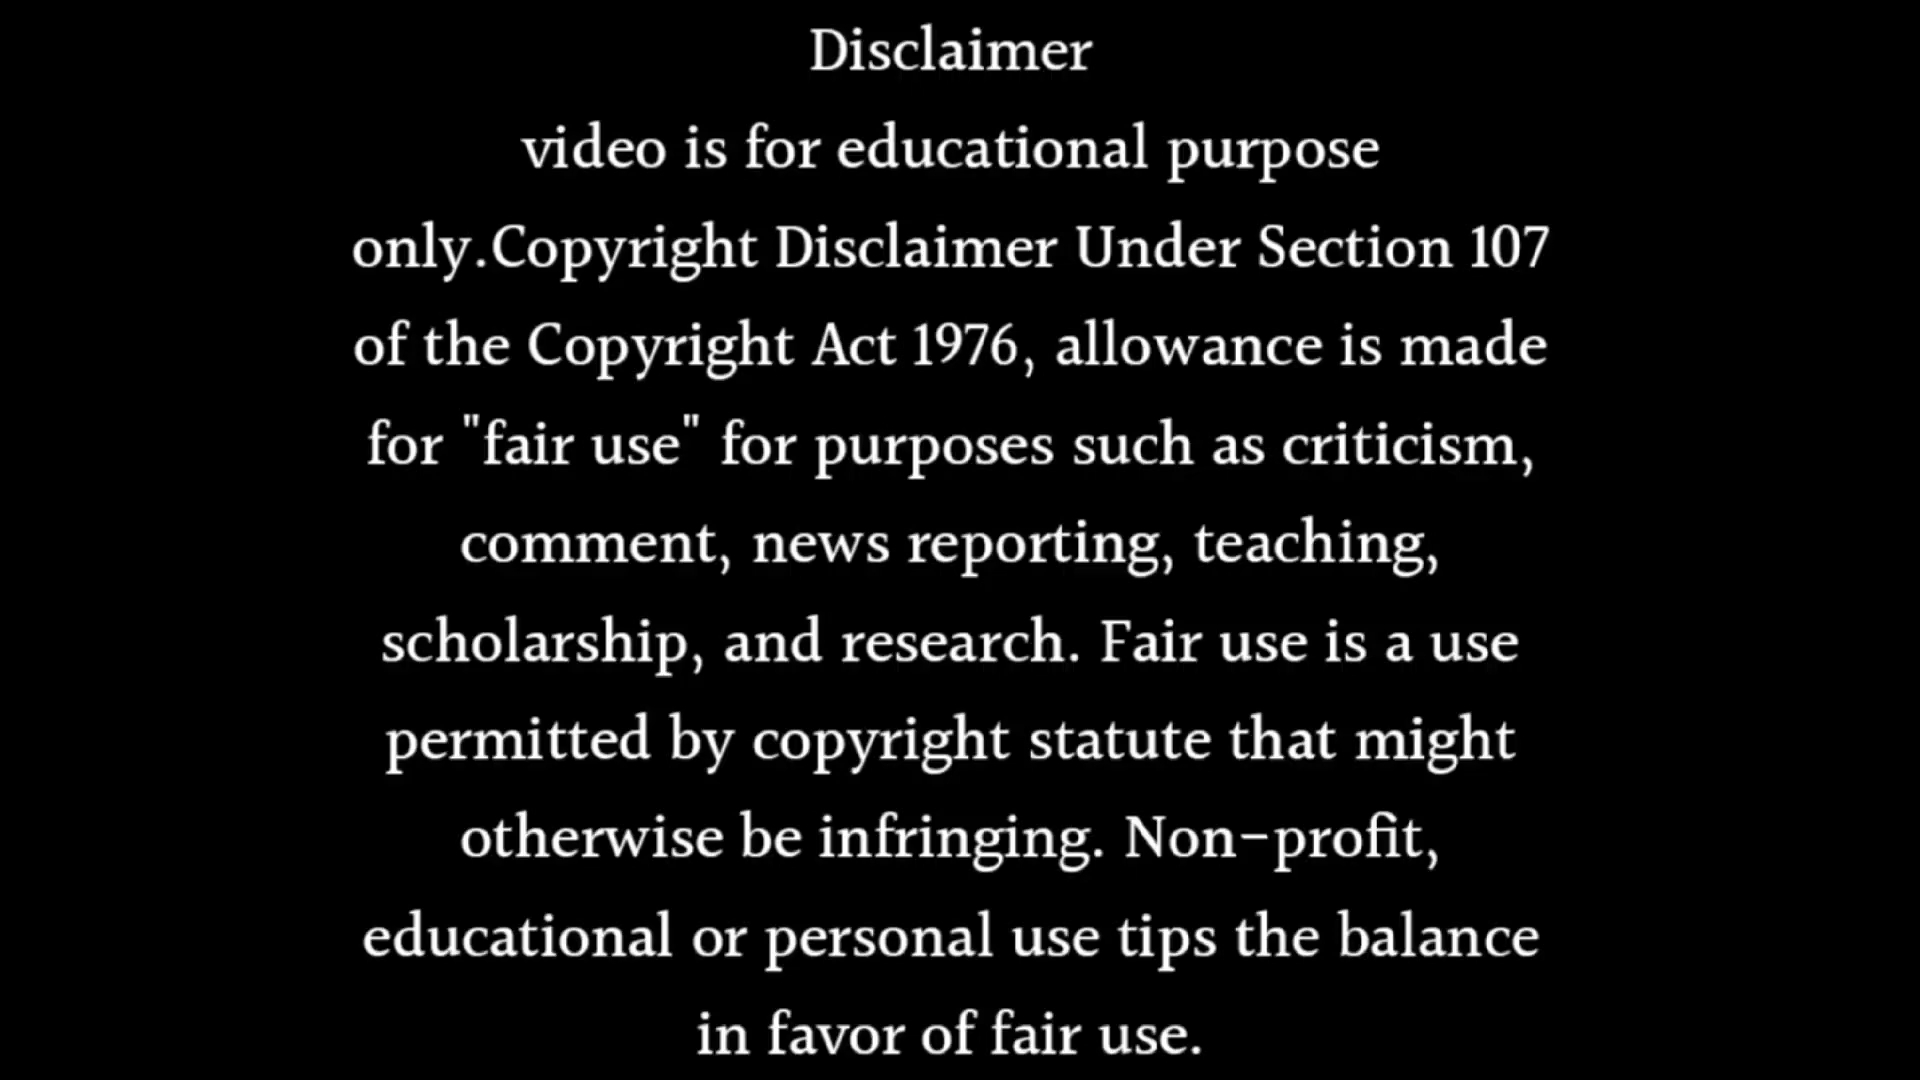 Disclaimer
video is for educational purpose
only.Copyright Disclaimer Under Section 107
of the Copyright Act 1976, allowance is made
for "fair use" for purposes such as criticism,
comment, news reporting, teaching,
scholarship, and research. Fair use is a use
permitted by copyright statute that might
otherwise be infringing. Non-profit,
educational or personal use tips the balance
in favor of fair use.